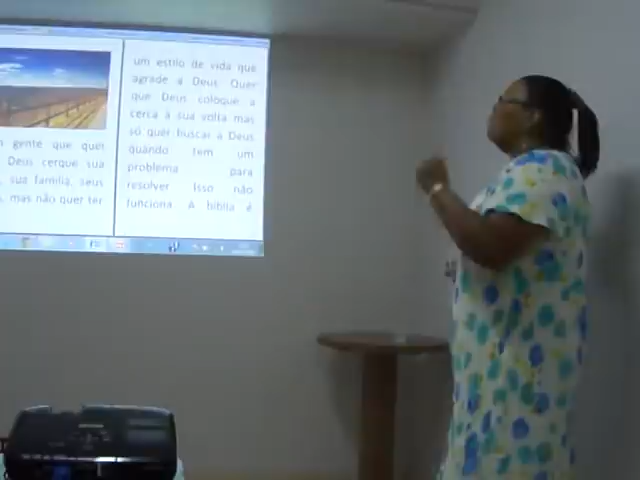 gente que quer
Deus cerque sua
sua família, seus
mas não quer ter
um estilo de vida que
agrade a Deus. Quer
que Deus coloque a
cerca à sua volta mas
só quer buscar a Deus
quando tem um
problema para
resolver Isso não
funciona A bíblia é